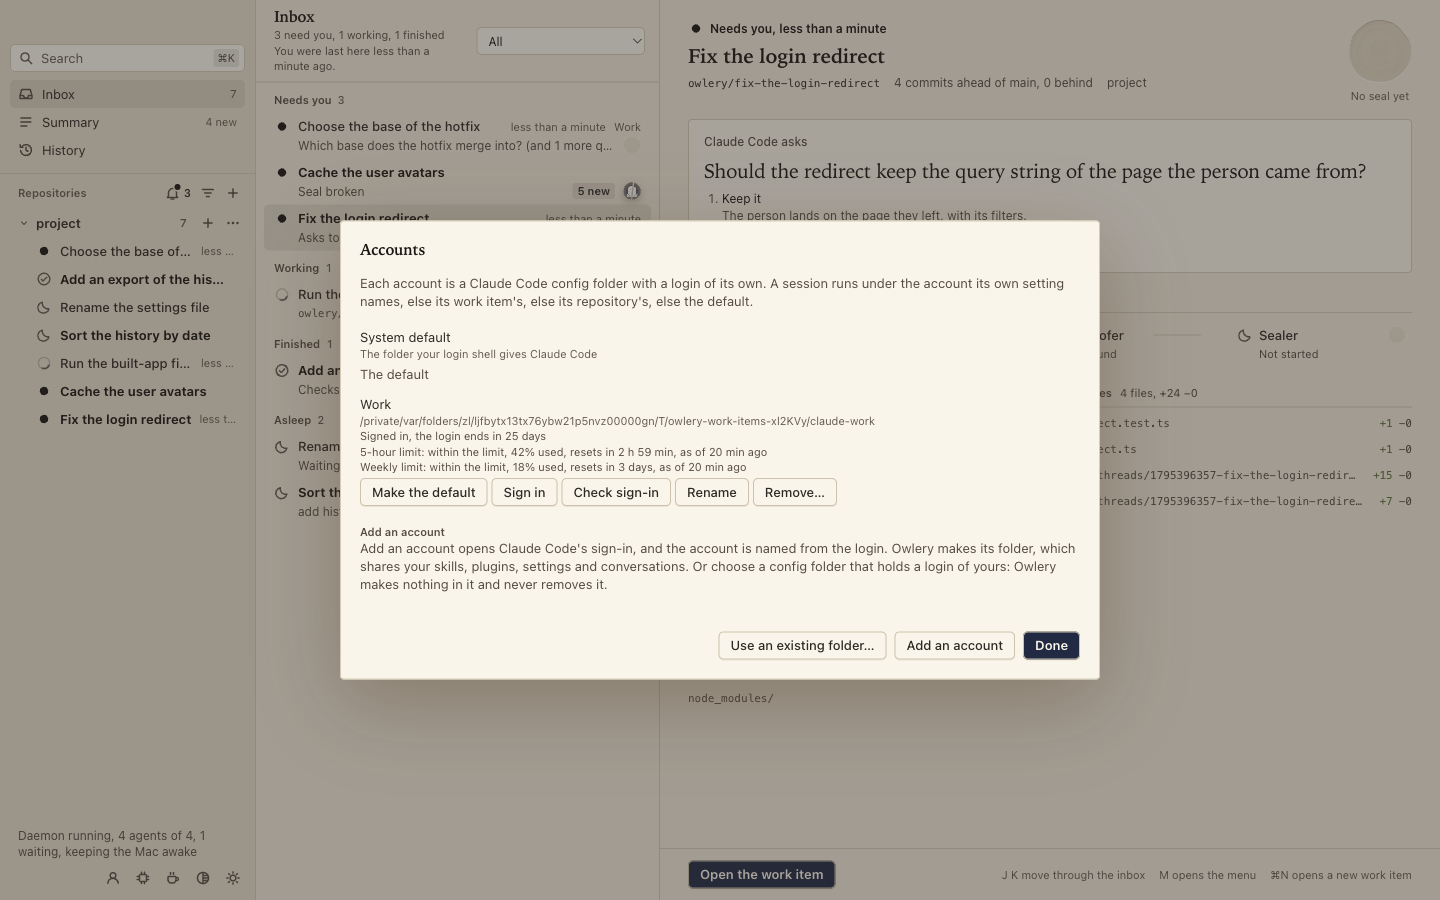 Search
⌘K
Inbox
7
Summary
4 new
History
Repositories
3
project
7
Choose the base of... less ...
Add an export of the his...
Rename the settings file
Sort the history by date
Run the built-app fi... less ...
Cache the user avatars
Fix the login redirect less t...
Daemon running, 4 agents of 4, 1
waiting, keeping the Mac awake
Inbox
3 need you, 1 working, 1 finished
You were last here less than a
minute ago.
All
Needs you 3
Choose the base of the hotfix less than a minute Work
Which base does the hotfix merge into? (and 1 more q...
Cache the user avatars
Seal broken 5 new
Fix the login redirect less than a minute
Asks to
Working 1
Run the
owlery/
Finished 1
Add an
Checks
Asleep 2
Renam
Waiting
Sort th
add his
Needs you, less than a minute
Fix the login redirect
owlery/fix-the-login-redirect 4 commits ahead of main, 0 behind project
No seal yet
Claude Code asks
Should the redirect keep the query string of the page the person came from?
1. Keep it
The person lands on the page they left, with its filters.
ofer
und
Sealer
Not started
es 4 files, +24 −0
ect.test.ts +1 −0
ect.ts +1 −0
threads/1795396357-fix-the-login-redir… +15 −0
threads/1795396357-fix-the-login-redire… +7 −0
node_modules/
Open the work item
J K move through the inbox M opens the menu ⌘N opens a new work item
Accounts
Each account is a Claude Code config folder with a login of its own. A session runs under the account its own setting
names, else its work item's, else its repository's, else the default.
System default
The folder your login shell gives Claude Code
The default
Work
/private/var/folders/zl/ljfbytx13tx76ybw21p5nvz00000gn/T/owlery-work-items-xl2KVy/claude-work
Signed in, the login ends in 25 days
5-hour limit: within the limit, 42% used, resets in 2 h 59 min, as of 20 min ago
Weekly limit: within the limit, 18% used, resets in 3 days, as of 20 min ago
Make the default
Sign in
Check sign-in
Rename
Remove...
Add an account
Add an account opens Claude Code's sign-in, and the account is named from the login. Owlery makes its folder, which
shares your skills, plugins, settings and conversations. Or choose a config folder that holds a login of yours: Owlery
makes nothing in it and never removes it.
Use an existing folder...
Add an account
Done